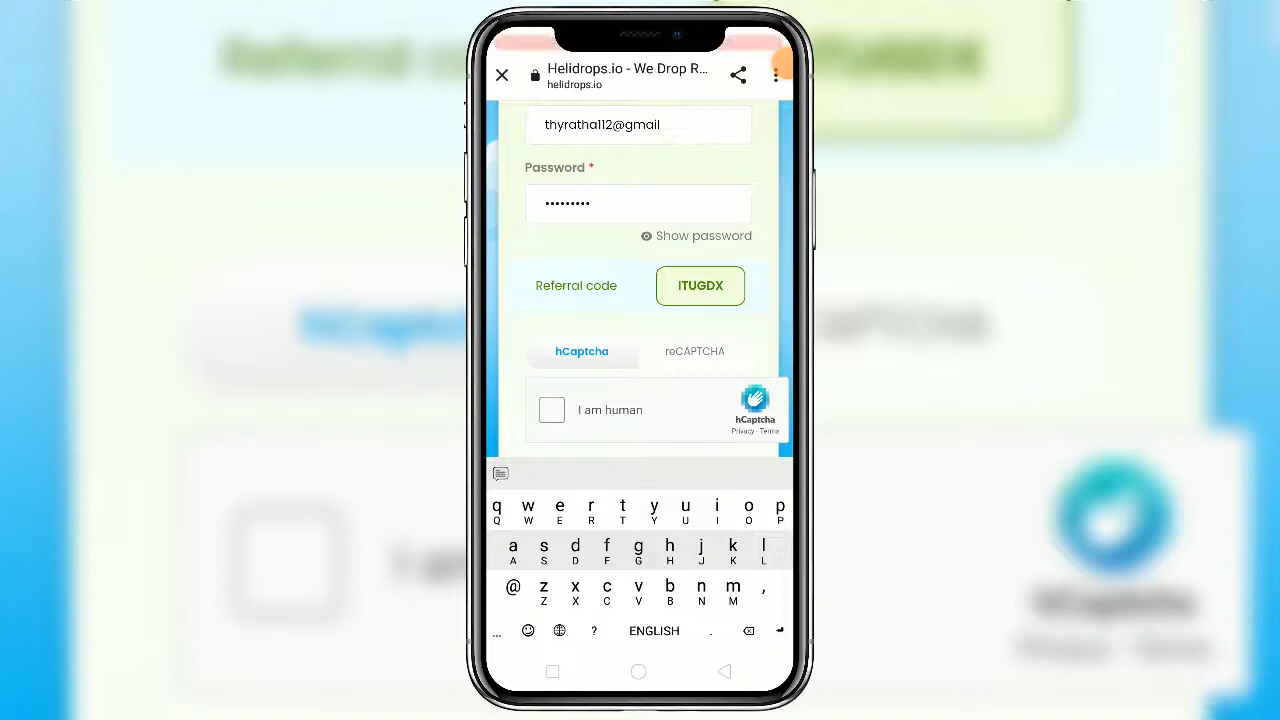 Helidrops.io - We Drop R...
helidrops.io
thyratha112@gmail
Password *
•••••••••
Show password
Referral code ITUGDX
hCaptcha reCAPTCHA
I am human
hCaptcha
Privacy - Terms
q w e r t y u i o p
Q W E R T Y U I O P
a s d f g h j k l
A S D F G H J K L
@ z x c v b n m ,
Z X C V B N M
... ? ENGLISH .